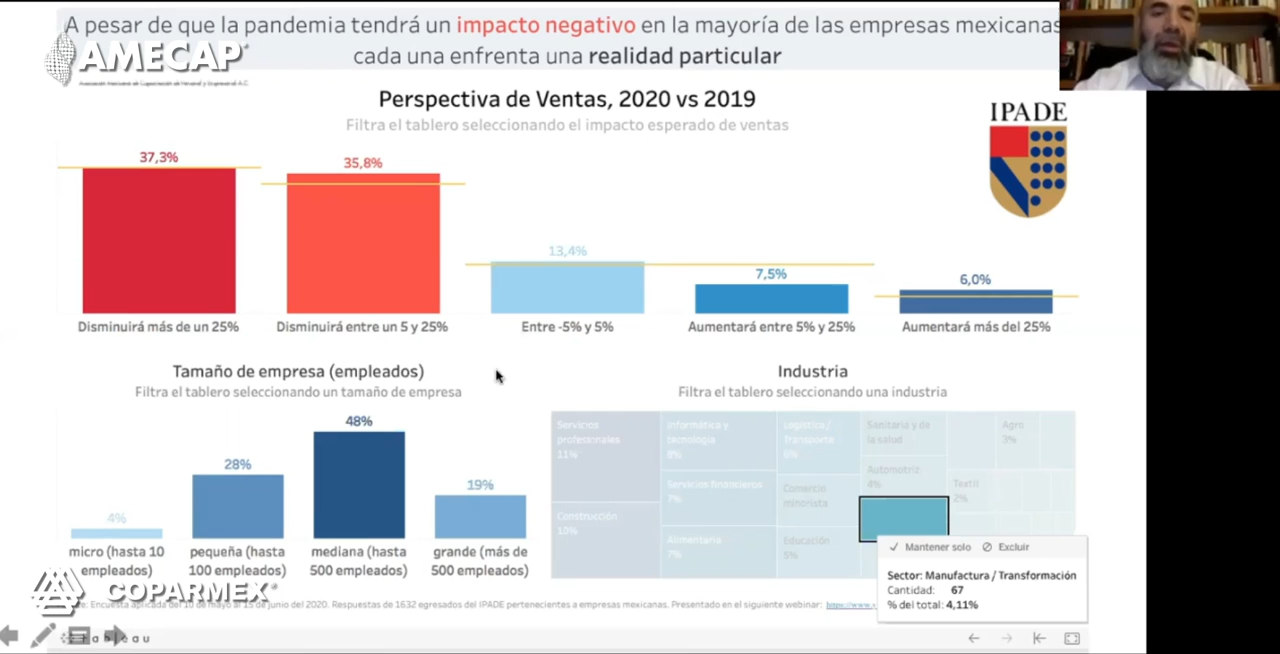 A pesar de que la pandemia tendrá un impacto negativo en la mayoría de las empresas mexicanas
cada una enfrenta una realidad particular
AMECAP
Perspectiva de Ventas, 2020 vs 2019
Filtra el tablero seleccionando el impacto esperado de ventas
IPADE
37,3%
35,8%
13,4%
7,5%
6,0%
Disminuirá más de un 25%
Disminuirá entre un 5 y 25%
Entre -5% y 5%
Aumentará entre 5% y 25%
Aumentará más del 25%
Tamaño de empresa (empleados)
Filtra el tablero seleccionando un tamaño de empresa
4%
28%
48%
19%
micro (hasta 10
empleados)
pequeña (hasta
100 empleados)
mediana (hasta
500 empleados)
grande (más de
500 empleados)
Industria
Filtra el tablero seleccionando una industria
Servicios
profesionales
11%
Construcción
10%
Informática y
tecnología
8%
Servicios financieros
7%
Alimentaria
7%
Logística /
Transporte
6%
Comercio
minorista
Educación
5%
Sanitaria y de
la salud
Automotriz
4%
Agro
3%
Textil
2%
Mantener solo
Excluir
Sector: Manufactura / Transformación
Cantidad: 67
% del total: 4,11%
COPARMEX
Encuesta aplicada del 10 de mayo al 15 de junio del 2020. Respuestas de 1632 egresados del IPADE pertenecientes a empresas mexicanas. Presentado en el siguiente webinar: https://www.